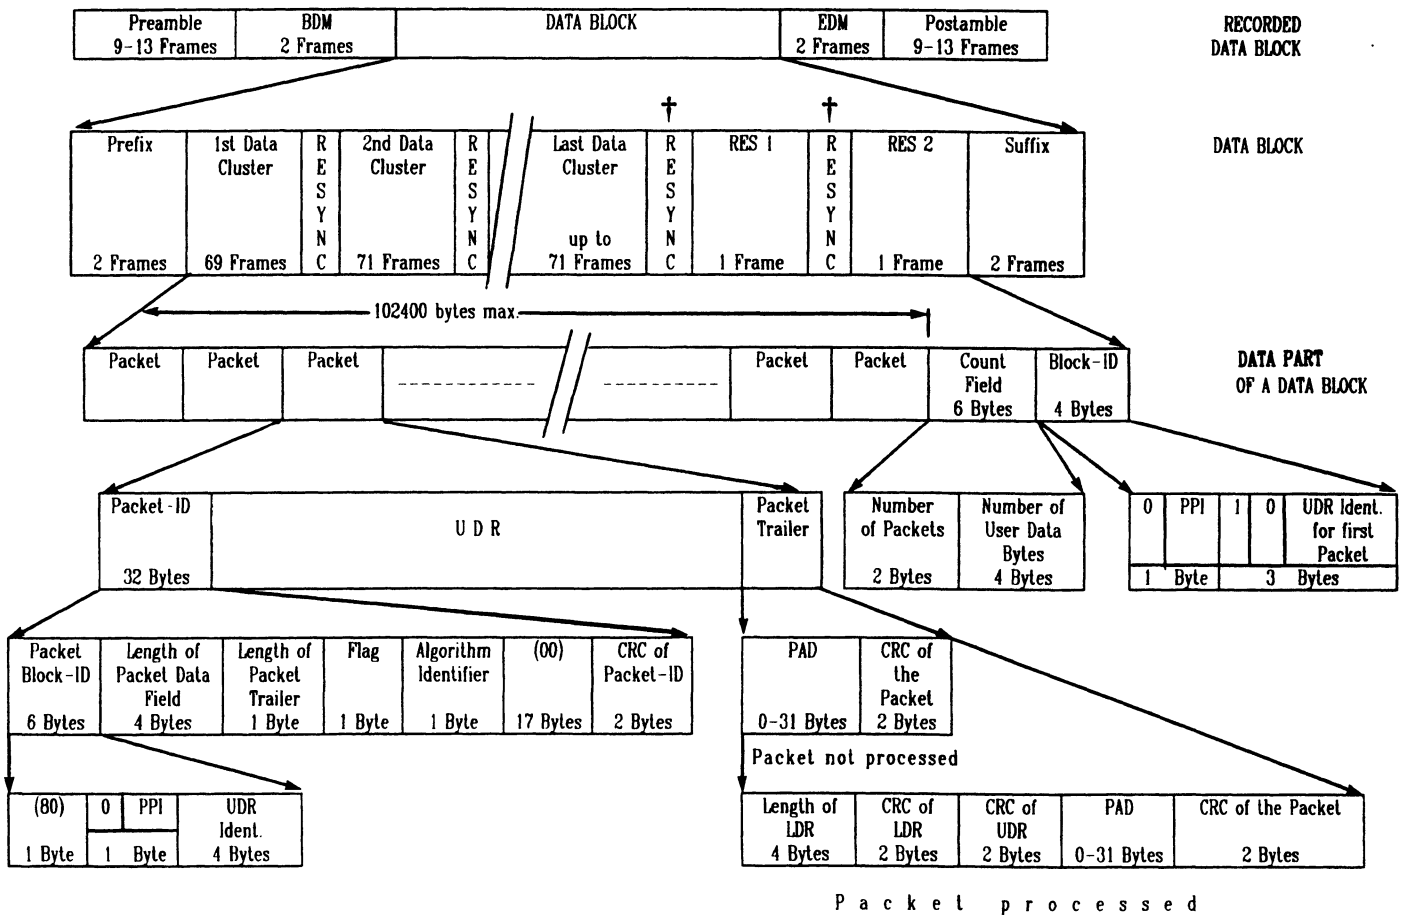 Preamble BDM DATA BLOCK EDM Postamble RECORDED
9-13 Frames 2 Frames 2 Frames 9-13 Frames DATA BLOCK
† †
Prefix 1st Data Cluster RESYNC 2nd Data Cluster RESYNC Last Data Cluster RESYNC RES 1 RESYNC RES 2 Suffix DATA BLOCK
up to
2 Frames 69 Frames 71 Frames 71 Frames 1 Frame 1 Frame 2 Frames
102400 bytes max.
Packet Packet Packet Packet Packet Count Block-ID DATA PART
Field OF A DATA BLOCK
6 Bytes 4 Bytes
Packet-ID UDR Packet Trailer
32 Bytes
Number of Packets Number of User Data Bytes
2 Bytes 4 Bytes
0 PPI 1 0 UDR Ident. for first Packet
1 Byte 3 Bytes
Packet Length of Length of Flag Algorithm (00) CRC of
Block-ID Packet Data Packet Identifier Packet-ID
Field Trailer
6 Bytes 4 Bytes 1 Byte 1 Byte 1 Byte 17 Bytes 2 Bytes
PAD CRC of the Packet
0-31 Bytes 2 Bytes
Packet not processed
(80) 0 PPI UDR
Ident.
1 Byte 1 Byte 4 Bytes
Length of CRC of CRC of PAD CRC of the Packet
LDR LDR UDR
4 Bytes 2 Bytes 2 Bytes 0-31 Bytes 2 Bytes
Packet processed